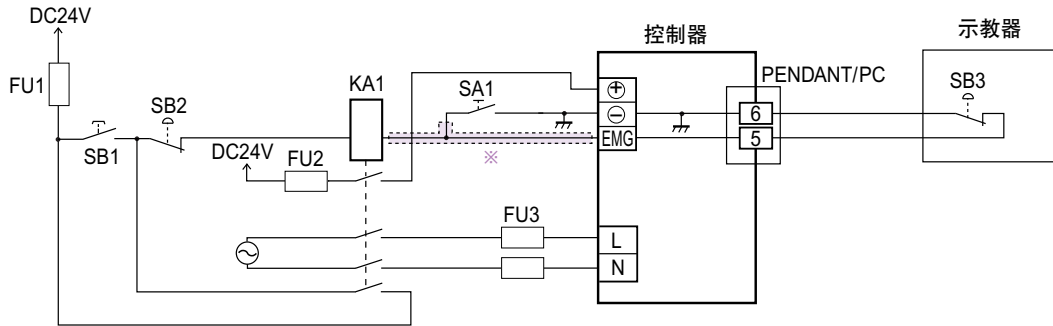 DC24V
控制器
示教器
FU1
KA1
SA1
PENDANT/PC
SB3
SB2
+
−
6
SB1
DC24V
FU2
※
EMG
5
FU3
L
N